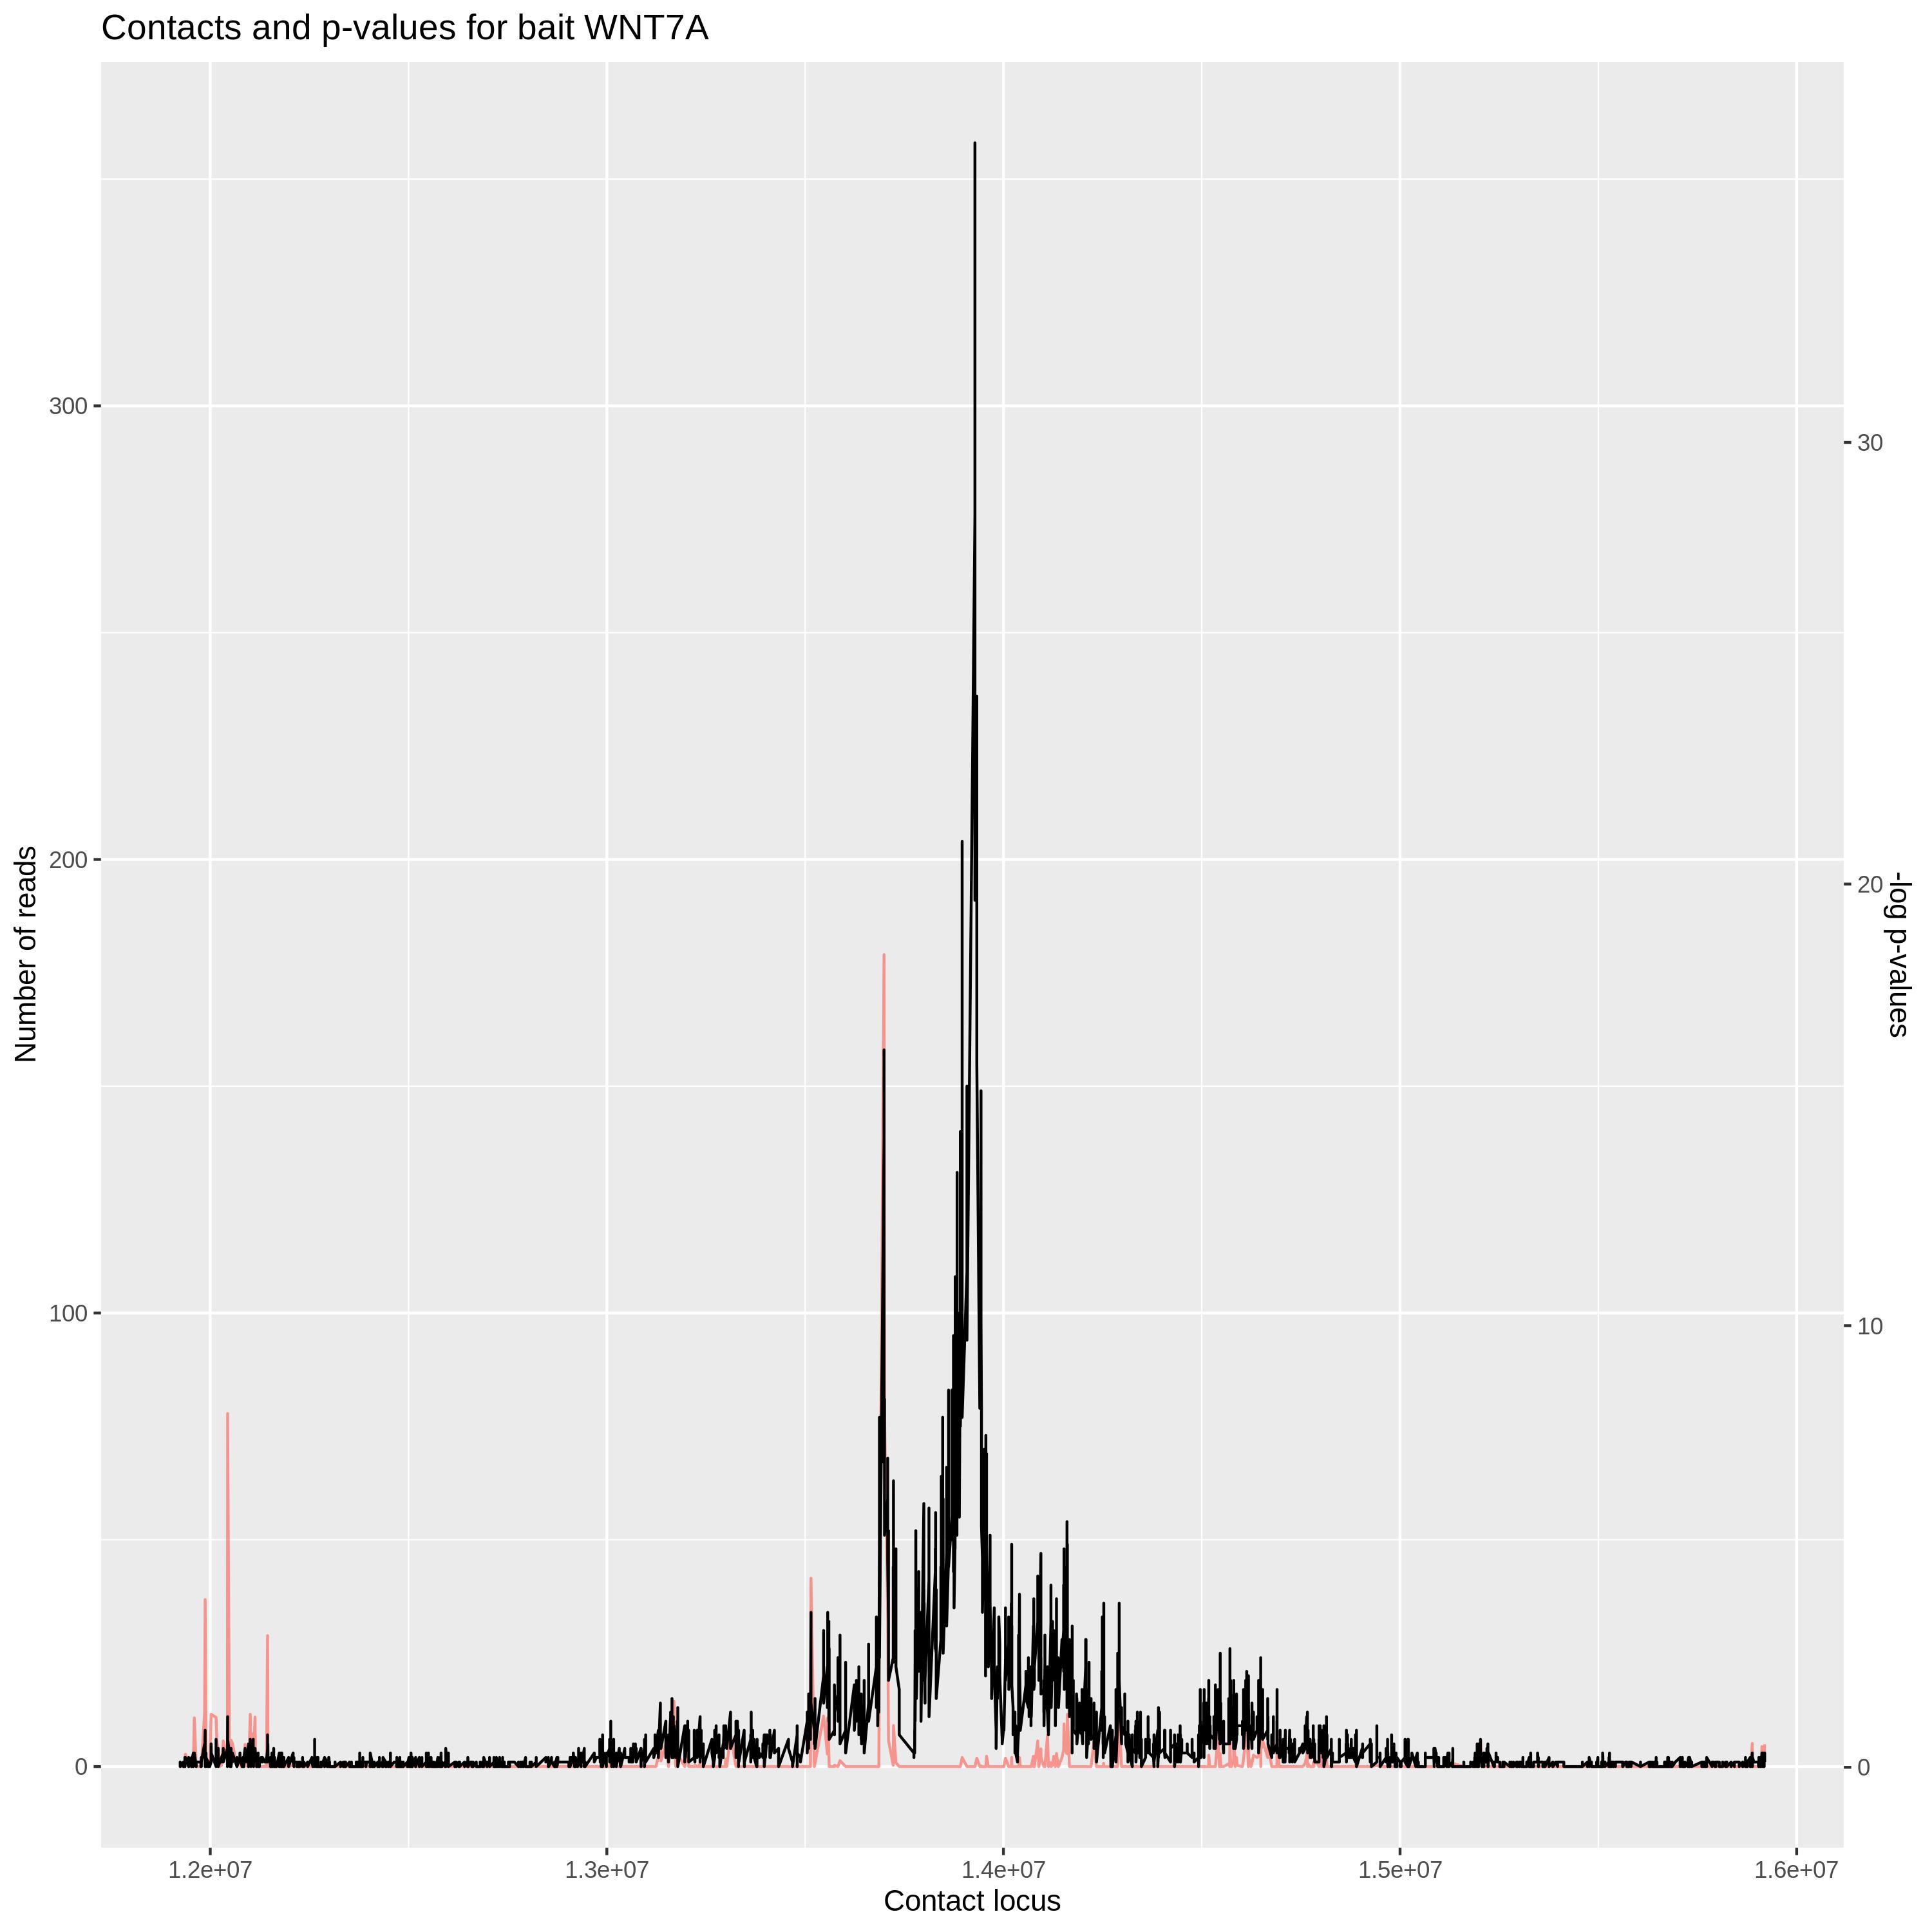 Contacts and p-values for bait WNT7A
300
200
100
0
Number of reads
30
20
10
0
-log p-values
1.2e+07 1.3e+07 1.4e+07 1.5e+07 1.6e+07
Contact locus